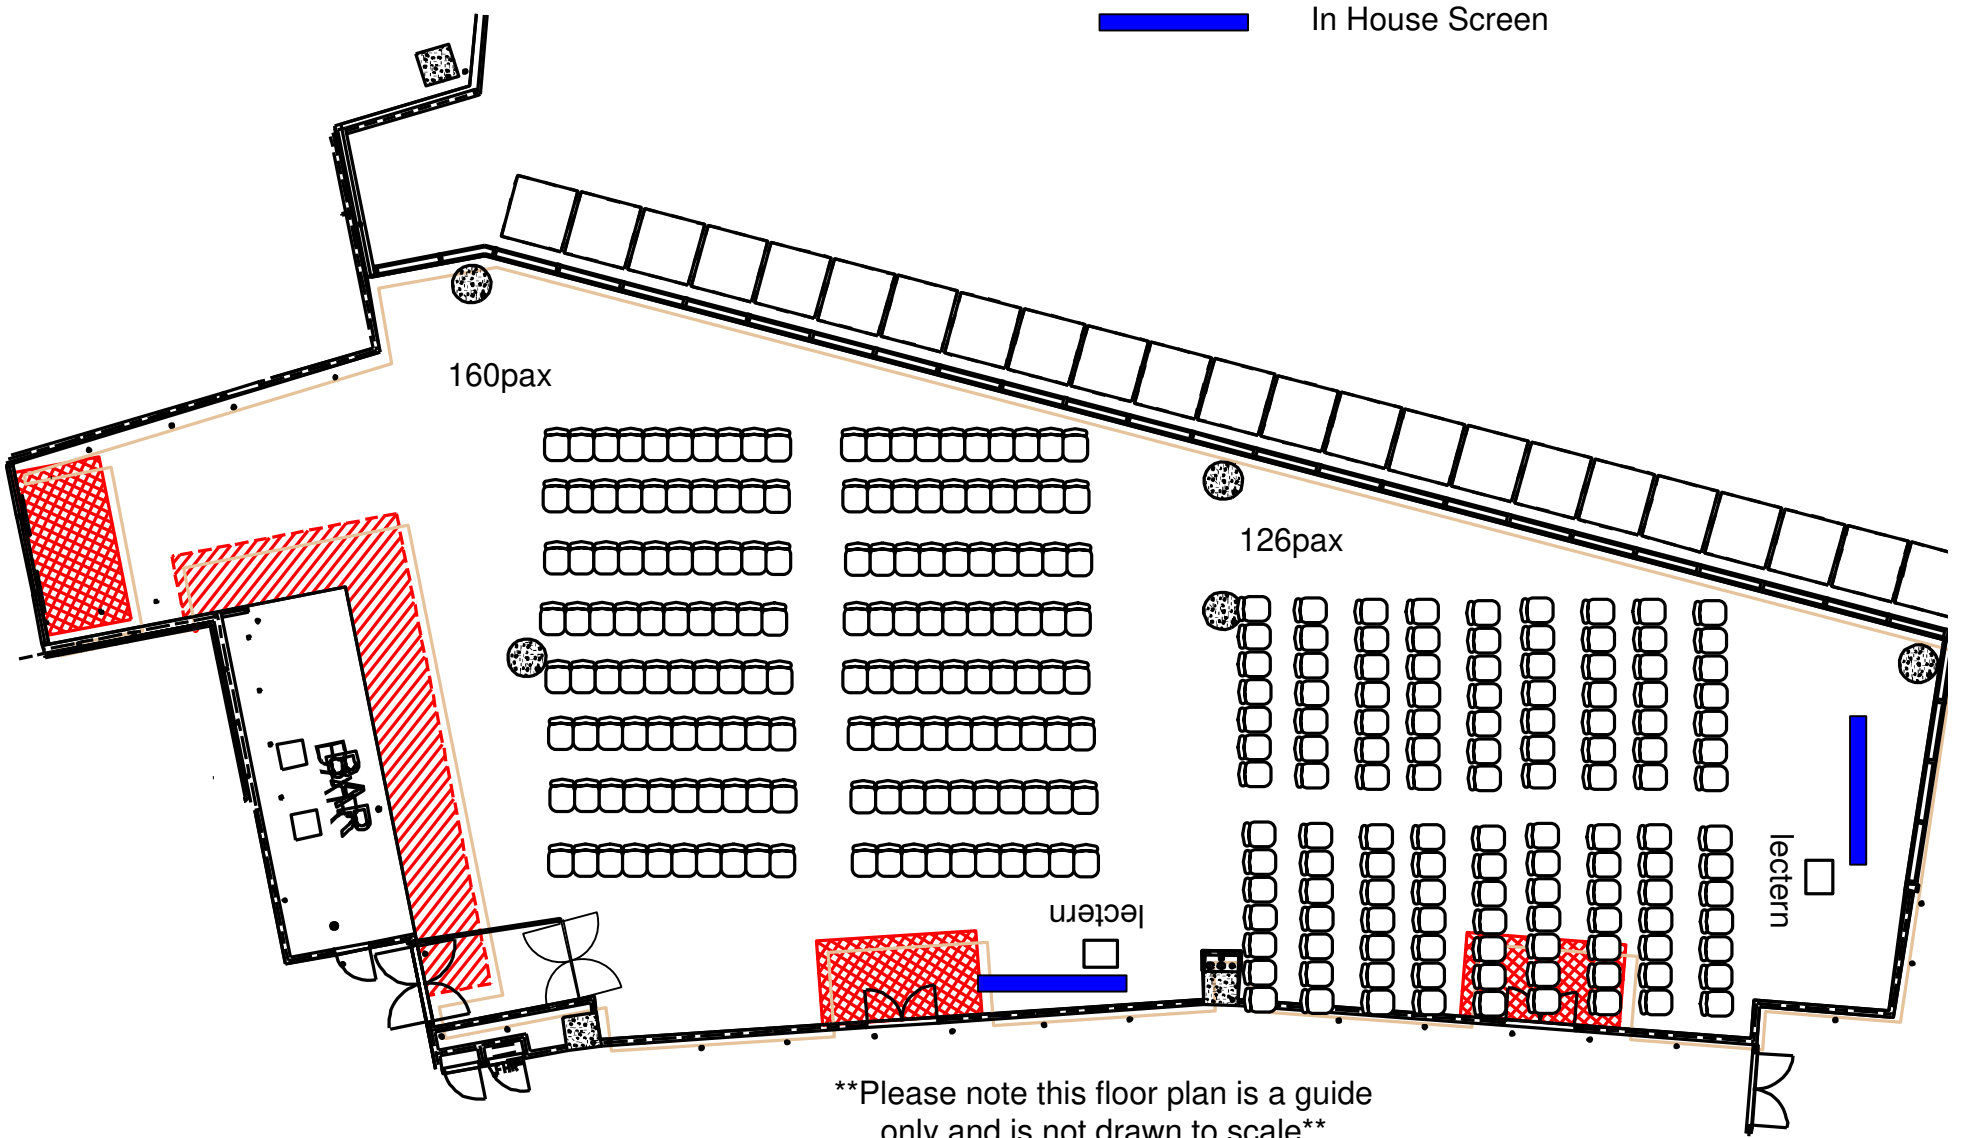 In House Screen
160pax
126pax
BAR
lectern
lectern
FHR
**Please note this floor plan is a guide
only and is not drawn to scale**